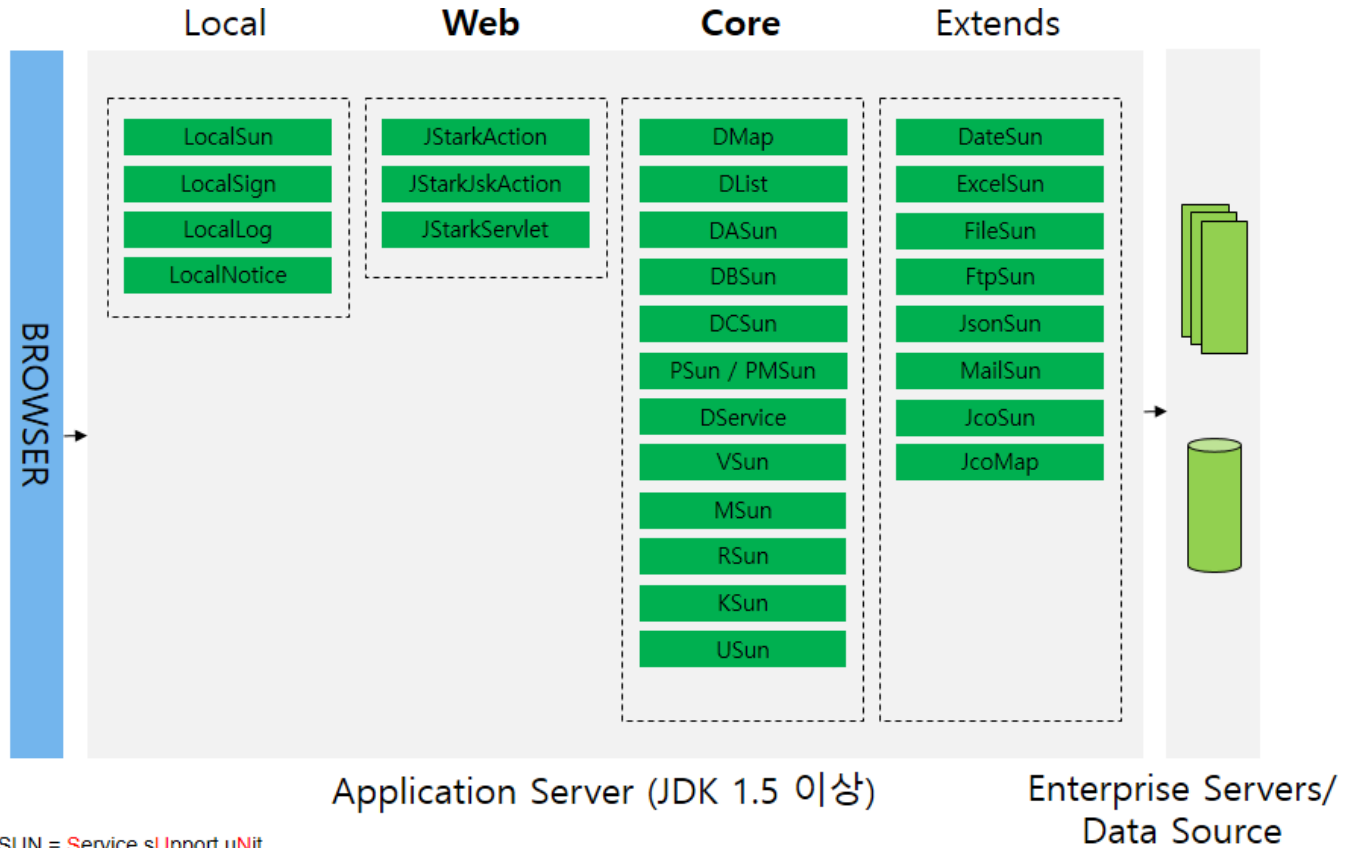 Local
Web
Core
Extends
BROWSER
LocalSun
LocalSign
LocalLog
LocalNotice
JStarkAction
JStarkJskAction
JStarkServlet
DMap
DList
DASun
DBSun
DCSun
PSun / PMSun
DService
VSun
MSun
RSun
KSun
USun
DateSun
ExcelSun
FileSun
FtpSun
JsonSun
MailSun
JcoSun
JcoMap
Application Server (JDK 1.5 이상)
Enterprise Servers/
Data Source
SUN = Service sUpport uNit